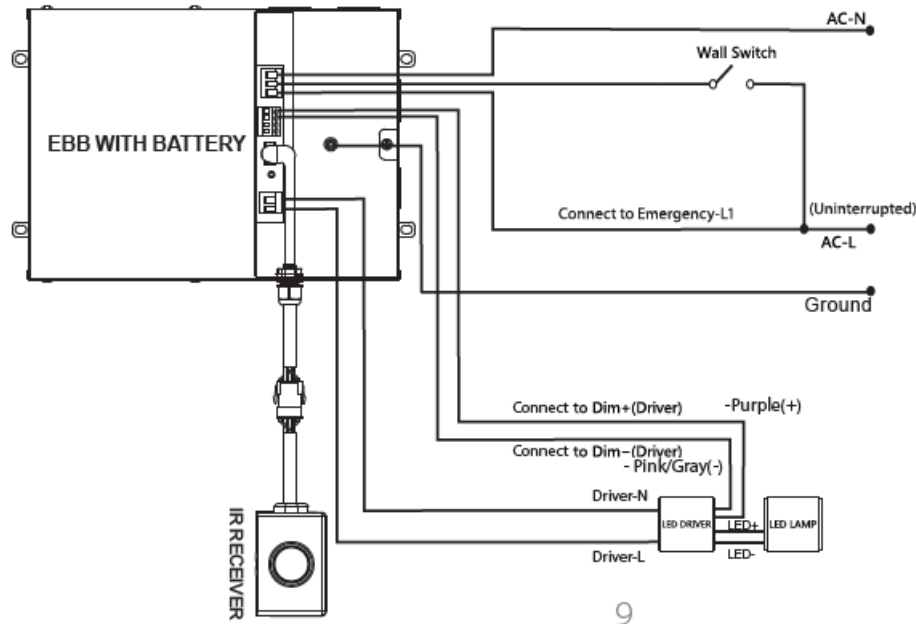 AC-N
Wall Switch
EBB WITH BATTERY
Connect to Emergency-L1
(Uninterrupted)
AC-L
Ground
Connect to Dim+(Driver)
-Purple(+)
Connect to Dim-(Driver)
- Pink/Gray(-)
Driver-N
LED DRIVER
LED+
LED LAMP
LED-
Driver-L
IR RECEIVER
9